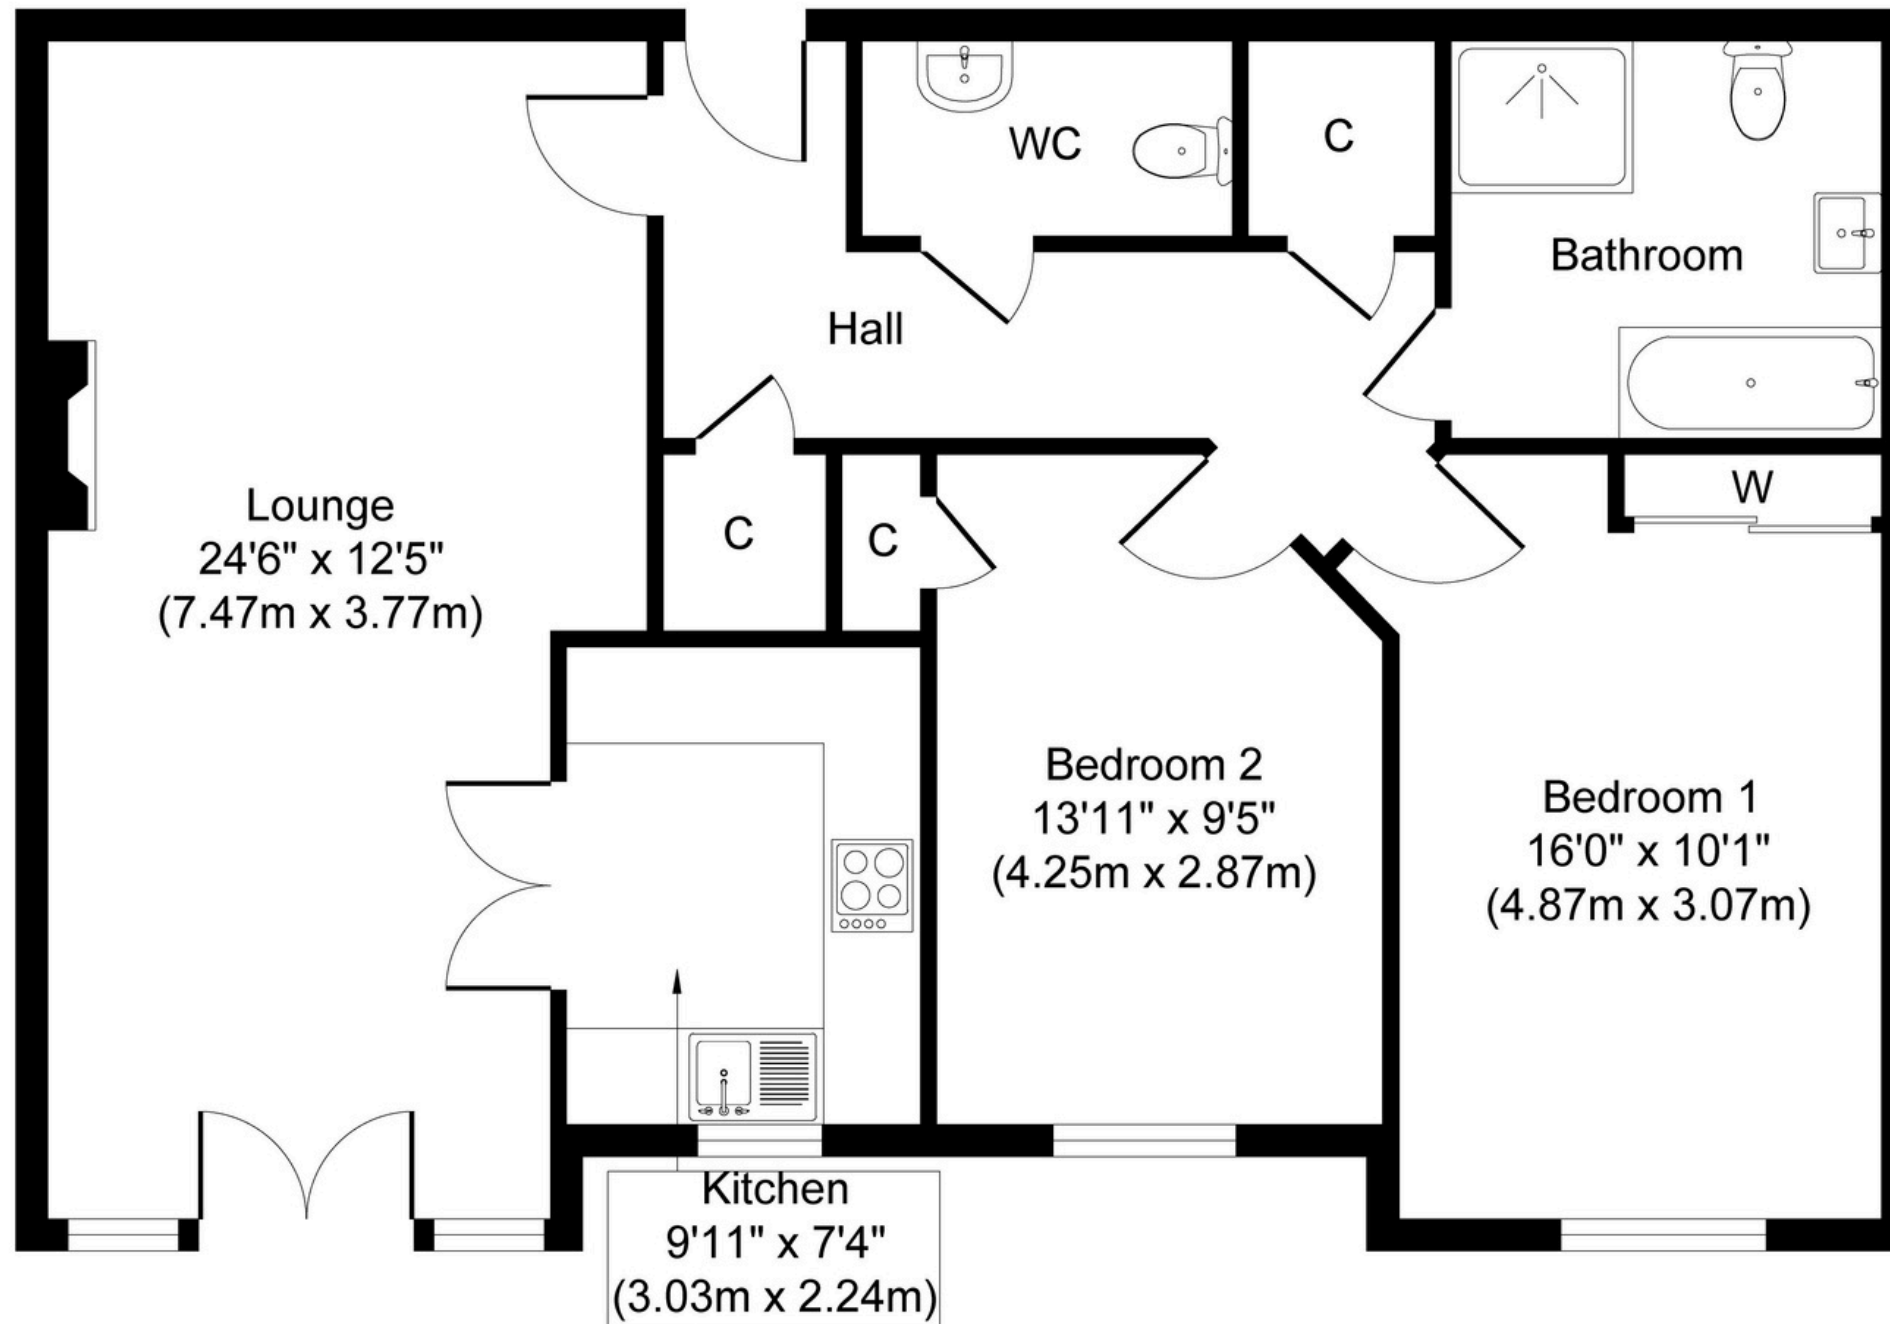 WC
C
Bathroom
Hall
W
Lounge
24'6" x 12'5"
(7.47m x 3.77m)
C
C
Bedroom 2
13'11" x 9'5"
(4.25m x 2.87m)
Bedroom 1
16'0" x 10'1"
(4.87m x 3.07m)
Kitchen
9'11" x 7'4"
(3.03m x 2.24m)